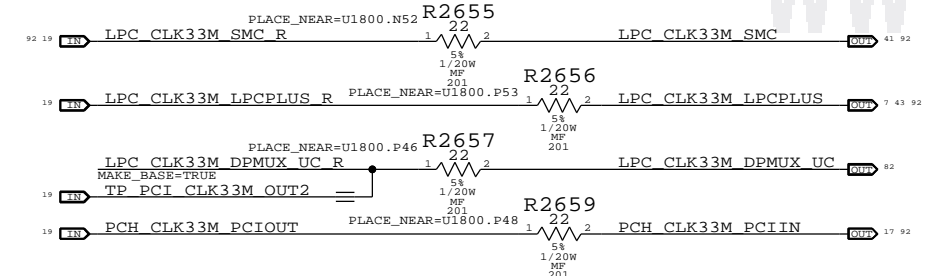 PLACE_NEAR=U1800.N52 R2655
92 19 IN LPC_CLK33M_SMC_R 1 22 2 LPC_CLK33M_SMC OUT 41 92
5%
1/20W
MF
201
R2656
PLACE_NEAR=U1800.P53
19 IN LPC_CLK33M_LPCPLUS_R 1 22 2 LPC_CLK33M_LPCPLUS OUT 7 43 92
5%
1/20W
MF
201
PLACE_NEAR=U1800.P46 R2657
LPC_CLK33M_DPMUX_UC_R 1 22 2 LPC_CLK33M_DPMUX_UC OUT 82
MAKE_BASE=TRUE
19 IN TP_PCI_CLK33M_OUT2
5%
1/20W
MF
201
R2659
PLACE_NEAR=U1800.P48
19 IN PCH_CLK33M_PCIOUT 1 22 2 PCH_CLK33M_PCIIN OUT 17 92
5%
1/20W
MF
201